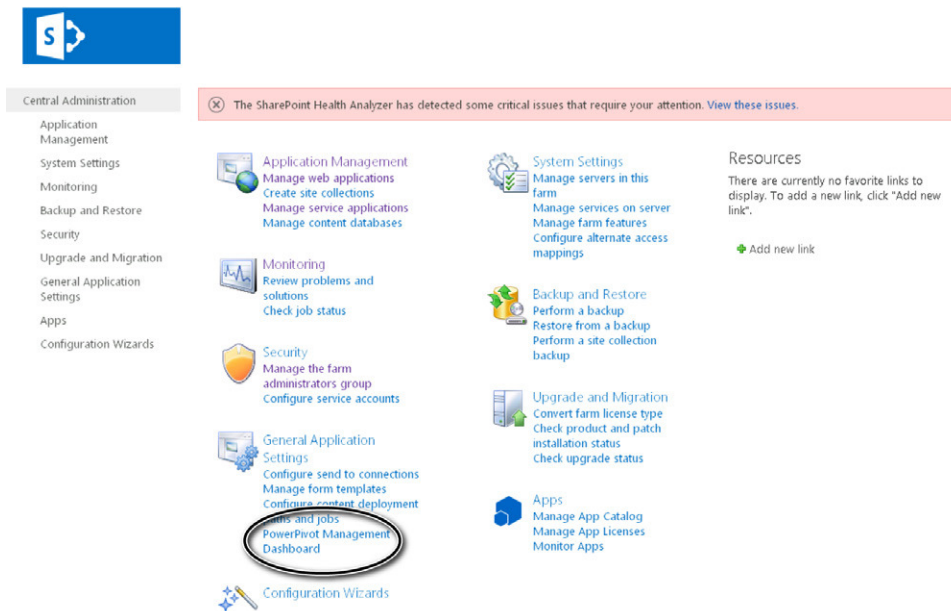 S
Central Administration
Application
Management
System Settings
Monitoring
Backup and Restore
Security
Upgrade and Migration
General Application
Settings
Apps
Configuration Wizards
The SharePoint Health Analyzer has detected some critical issues that require your attention. View these issues.
Application Management
Manage web applications
Create site collections
Manage service applications
Manage content databases
Monitoring
Review problems and
solutions
Check job status
Security
Manage the farm
administrators group
Configure service accounts
General Application
Settings
Configure send to connections
Manage form templates
Configure content deployment
paths and jobs
PowerPivot Management
Dashboard
Configuration Wizards
System Settings
Manage servers in this
farm
Manage services on server
Manage farm features
Configure alternate access
mappings
Backup and Restore
Perform a backup
Restore from a backup
Perform a site collection
backup
Upgrade and Migration
Convert farm license type
Check product and patch
installation status
Check upgrade status
Apps
Manage App Catalog
Manage App Licenses
Monitor Apps
Resources
There are currently no favorite links to
display. To add a new link, click "Add new
link".
Add new link